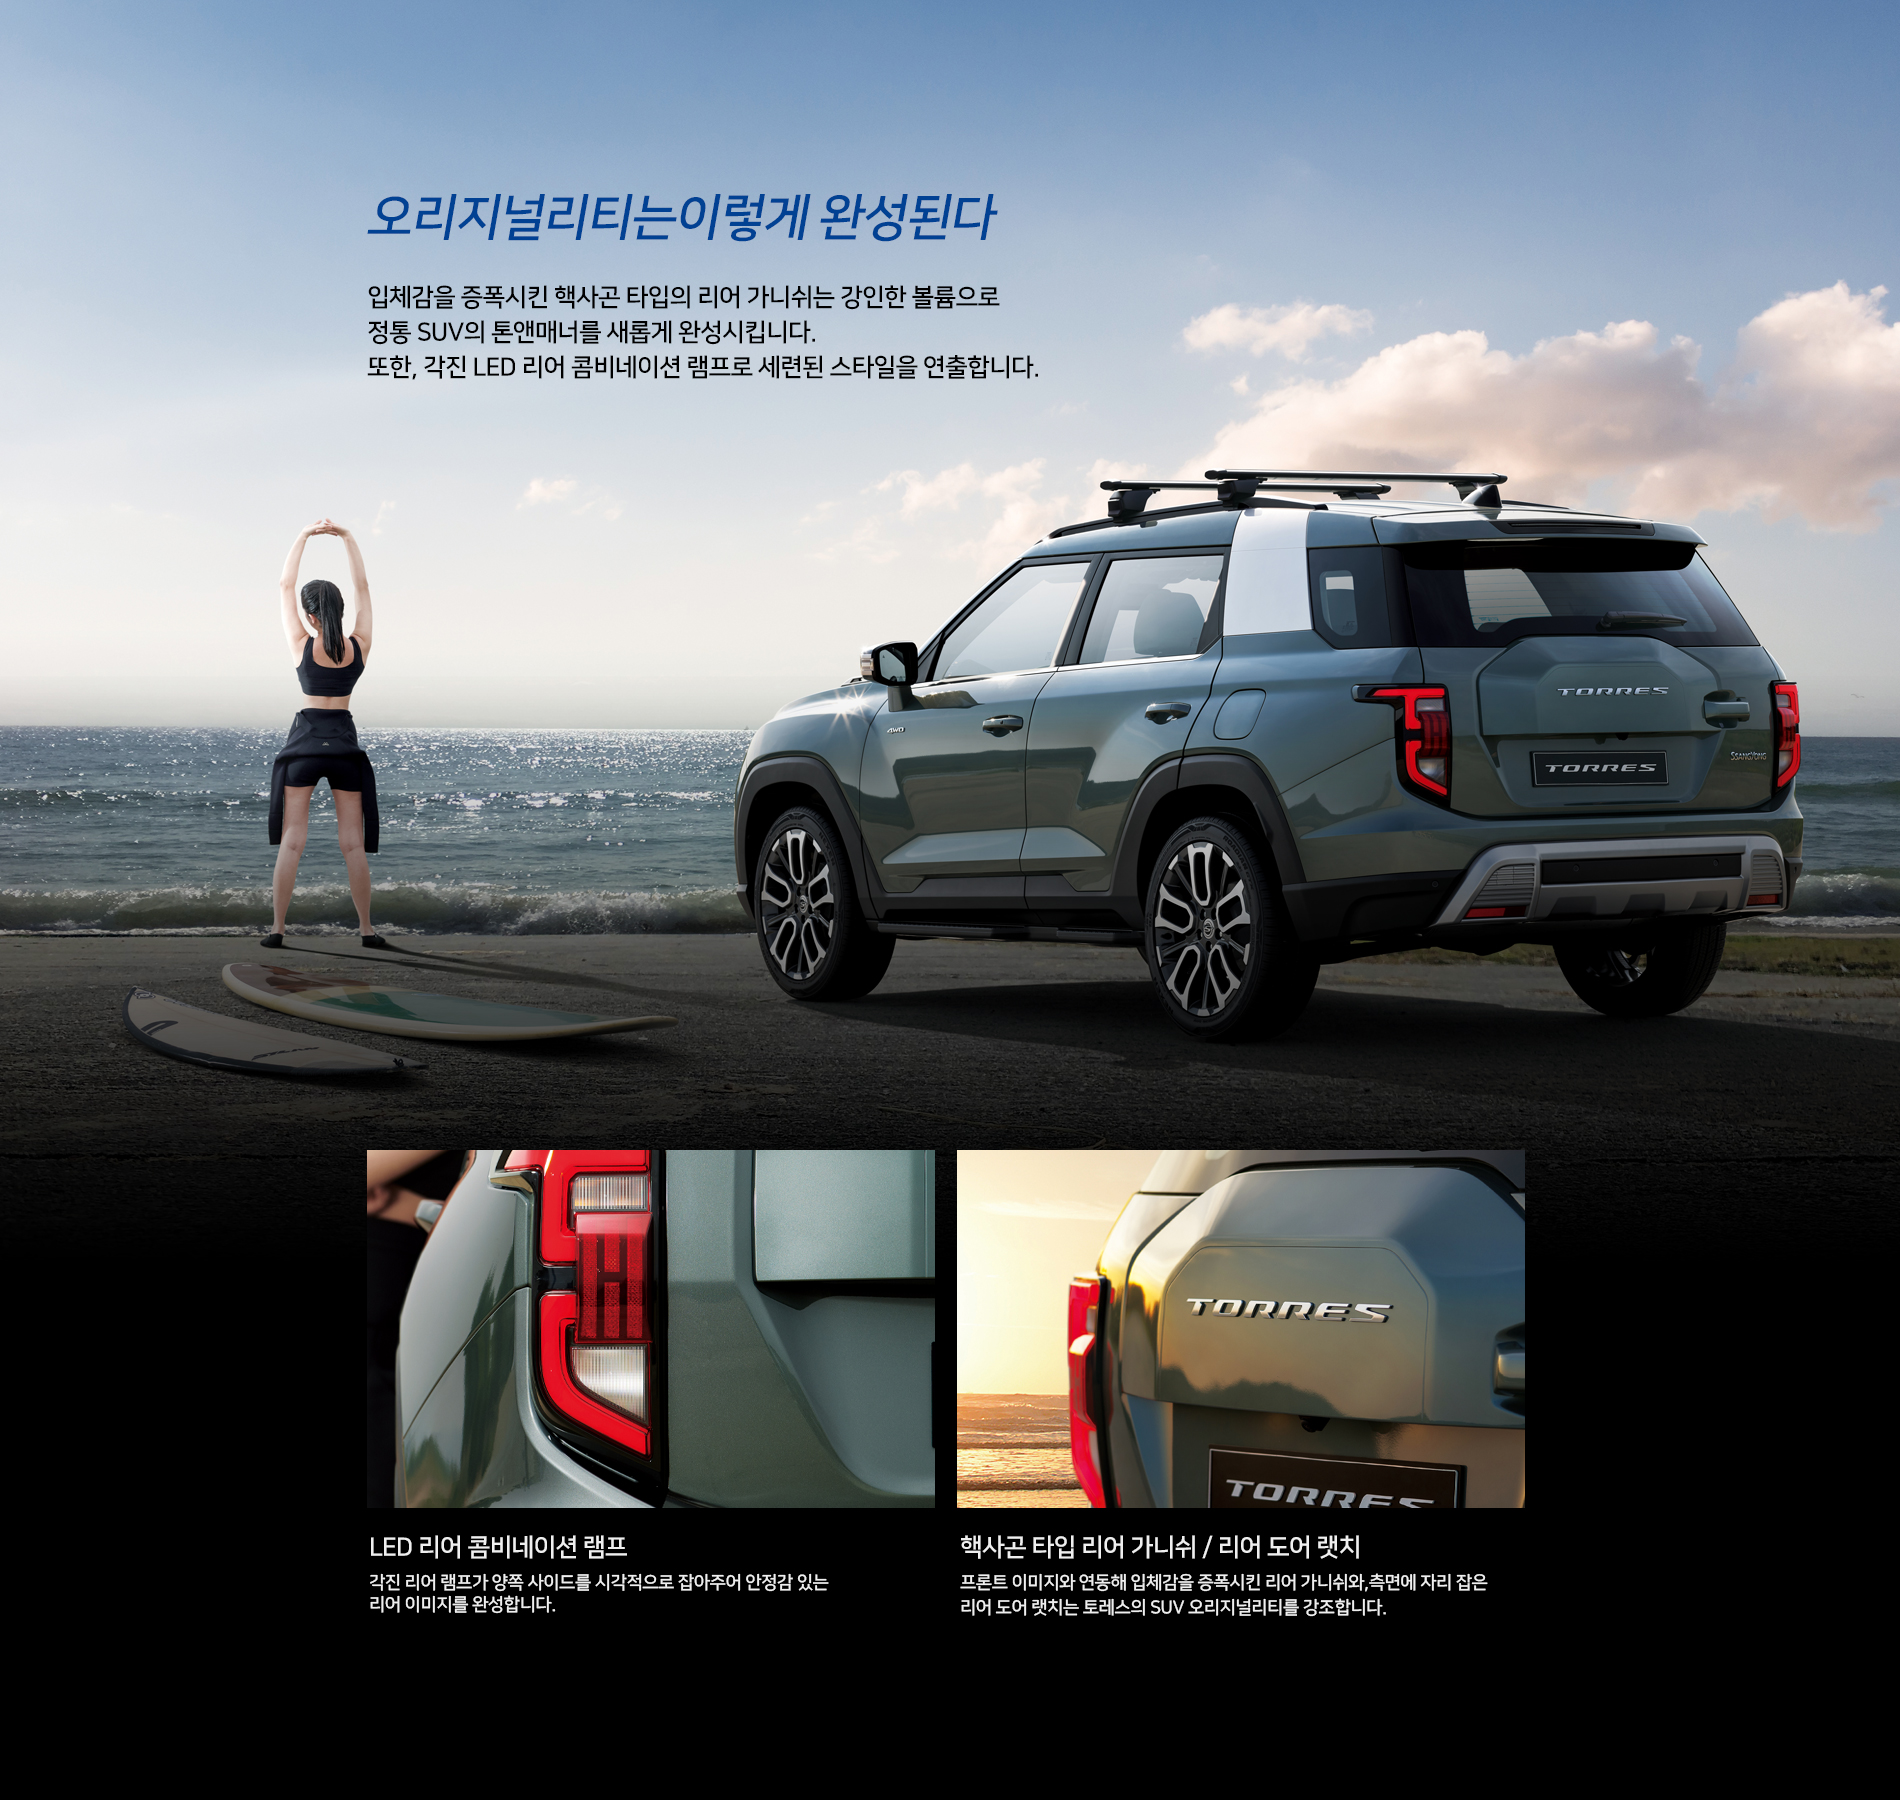 오리지널리티는이렇게 완성된다
입체감을 증폭시킨 핵사곤 타입의 리어 가니쉬는 강인한 볼륨으로
정통 SUV의 톤앤매너를 새롭게 완성시킵니다.
또한, 각진 LED 리어 콤비네이션 램프로 세련된 스타일을 연출합니다.
4WD
TORRES
SSANGYONG
TORRES
TORRES
TORRES
LED 리어 콤비네이션 램프
각진 리어 램프가 양쪽 사이드를 시각적으로 잡아주어 안정감 있는
리어 이미지를 완성합니다.
핵사곤 타입 리어 가니쉬 / 리어 도어 랫치
프론트 이미지와 연동해 입체감을 증폭시킨 리어 가니쉬와,측면에 자리 잡은
리어 도어 랫치는 토레스의 SUV 오리지널리티를 강조합니다.